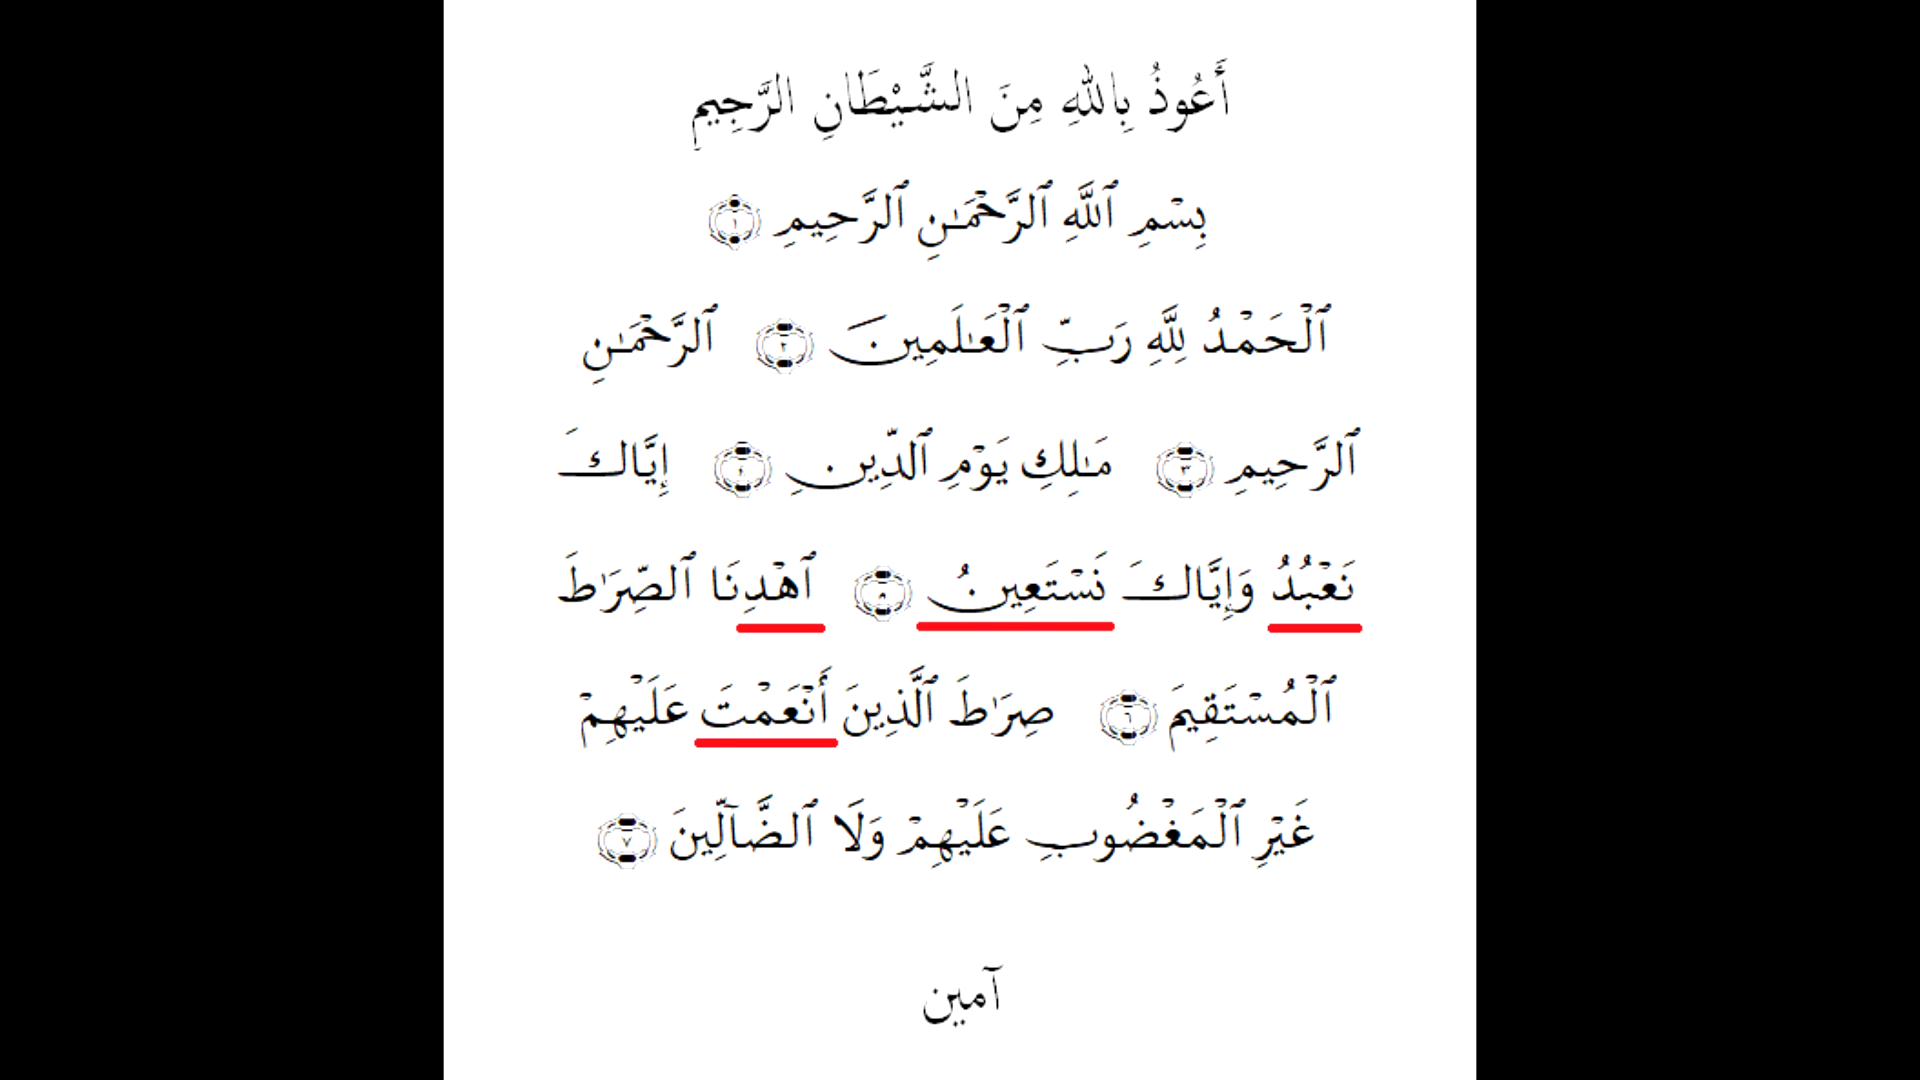 أَعُوذُ بِاللهِ مِنَ الشَّيْطَانِ الرَّجِيمِ
بِسۡمِ ٱللَّهِ ٱلرَّحۡمَـٰنِ ٱلرَّحِيمِ ١
ٱلۡحَمۡدُ لِلَّهِ رَبِّ ٱلۡعَـٰلَمِينَ ٢ ٱلرَّحۡمَـٰنِ
ٱلرَّحِيمِ ٣ مَـٰلِكِ يَوۡمِ ٱلدِّينِ ٤ إِيَّاكَ
نَعۡبُدُ وَإِيَّاكَ نَسۡتَعِينُ ٥ ٱهۡدِنَا ٱلصِّرَٰطَ
ٱلۡمُسۡتَقِيمَ ٦ صِرَٰطَ ٱلَّذِينَ أَنۡعَمۡتَ عَلَيۡهِمۡ
غَيۡرِ ٱلۡمَغۡضُوبِ عَلَيۡهِمۡ وَلَا ٱلضَّآلِّينَ ٧
آمين